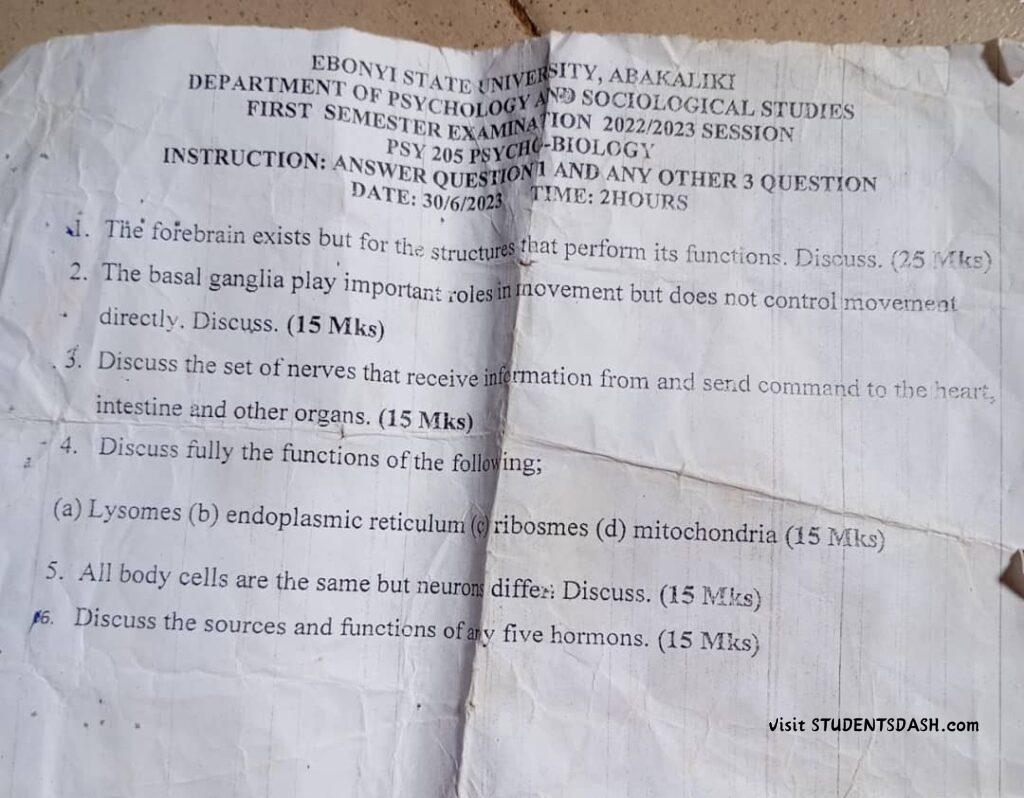 EBONYI STATE UNIVERSITY, ABAKALIKI
DEPARTMENT OF PSYCHOLOGY AND SOCIOLOGICAL STUDIES
FIRST SEMESTER EXAMINATION 2022/2023 SESSION
PSY 205 PSYCHO-BIOLOGY
INSTRUCTION: ANSWER QUESTION 1 AND ANY OTHER 3 QUESTION
DATE: 30/6/2023 TIME: 2HOURS
1. The forebrain exists but for the structures that perform its functions. Discuss. (25 Mks)
2. The basal ganglia play important roles in movement but does not control movement
directly. Discuss. (15 Mks)
3. Discuss the set of nerves that receive information from and send command to the heart,
intestine and other organs. (15 Mks)
4. Discuss fully the functions of the following;
(a) Lysomes (b) endoplasmic reticulum (c) ribosmes (d) mitochondria (15 Mks)
5. All body cells are the same but neurons differ: Discuss. (15 Mks)
6. Discuss the sources and functions of any five hormons. (15 Mks)
visit STUDENTSDASH.com